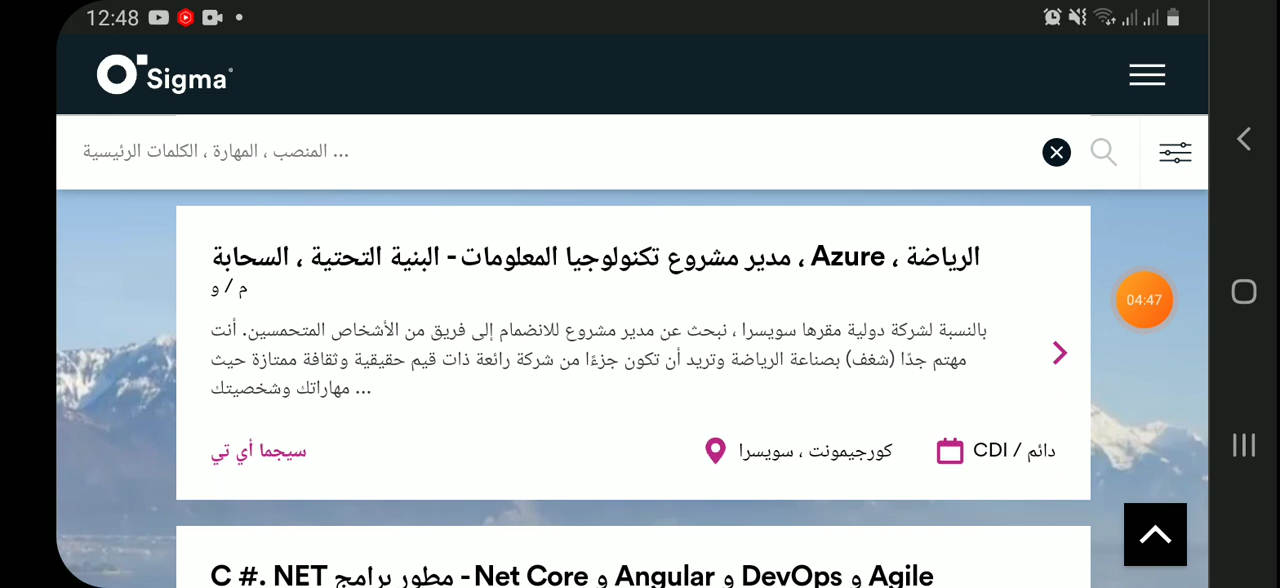 12:48
Sigma
المنصب ، المهارة ، الكلمات الرئيسية ...
الرياضة ، Azure ، مدير مشروع تكنولوجيا المعلومات - البنية التحتية ، السحابة
م / و
بالنسبة لشركة دولية مقرها سويسرا ، نبحث عن مدير مشروع للانضمام إلى فريق من الأشخاص المتحمسين. أنت
مهتم جدًا (شغف) بصناعة الرياضة وتريد أن تكون جزءًا من شركة رائعة ذات قيم حقيقية وثقافة ممتازة حيث
مهاراتك وشخصيتك ...
04:47
سيجما أي تي
كورجيمونت ، سويسرا
دائم / CDI
C #. NET مطور برامج - Net Core و Angular و DevOps و Agile